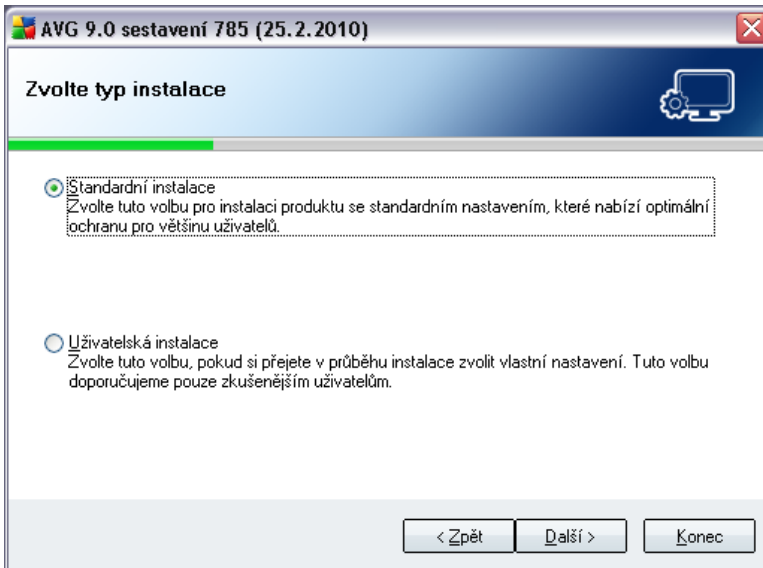 AVG 9.0 sestavení 785 (25.2.2010)
Zvolte typ instalace
Standardní instalace
Zvolte tuto volbu pro instalaci produktu se standardním nastavením, které nabízí optimální
ochranu pro většinu uživatelů.
Uživatelská instalace
Zvolte tuto volbu, pokud si přejete v průběhu instalace zvolit vlastní nastavení. Tuto volbu
doporučujeme pouze zkušenějším uživatelům.
< Zpět Další > Konec